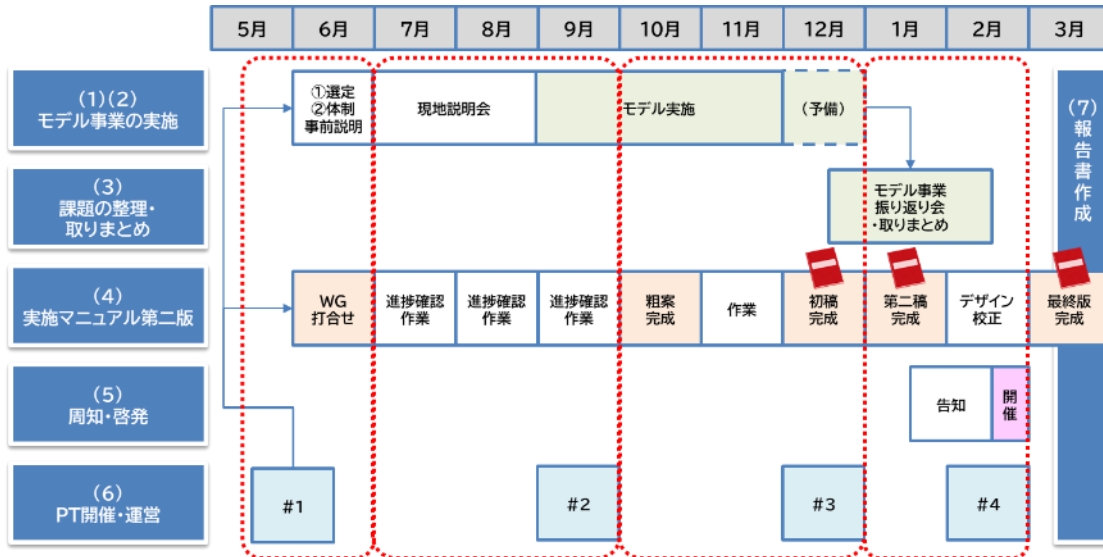 5月
6月
7月
8月
9月
10月
11月
12月
1月
2月
3月
(1)(2)
モデル事業の実施
①選定
②体制
事前説明
現地説明会
モデル実施
(予備)
(7)報告書作成
(3)
課題の整理・
取りまとめ
モデル事業
振り返り会
・取りまとめ
(4)
実施マニュアル第二版
WG
打合せ
進捗確認
作業
進捗確認
作業
進捗確認
作業
粗案
完成
作業
初稿
完成
第二稿
完成
デザイン
校正
最終版
完成
(5)
周知・啓発
告知
開催
(6)
PT開催・運営
#1
#2
#3
#4